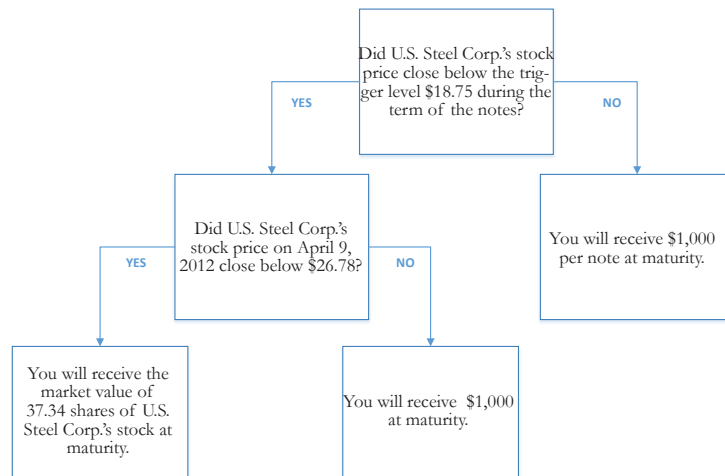 Did U.S. Steel Corp.'s stock
price close below the trig-
ger level $18.75 during the
term of the notes?
YES
NO
Did U.S. Steel Corp.'s
stock price on April 9,
2012 close below $26.78?
You will receive $1,000
per note at maturity.
YES
NO
You will receive the
market value of
37.34 shares of U.S.
Steel Corp.'s stock at
maturity.
You will receive $1,000
at maturity.